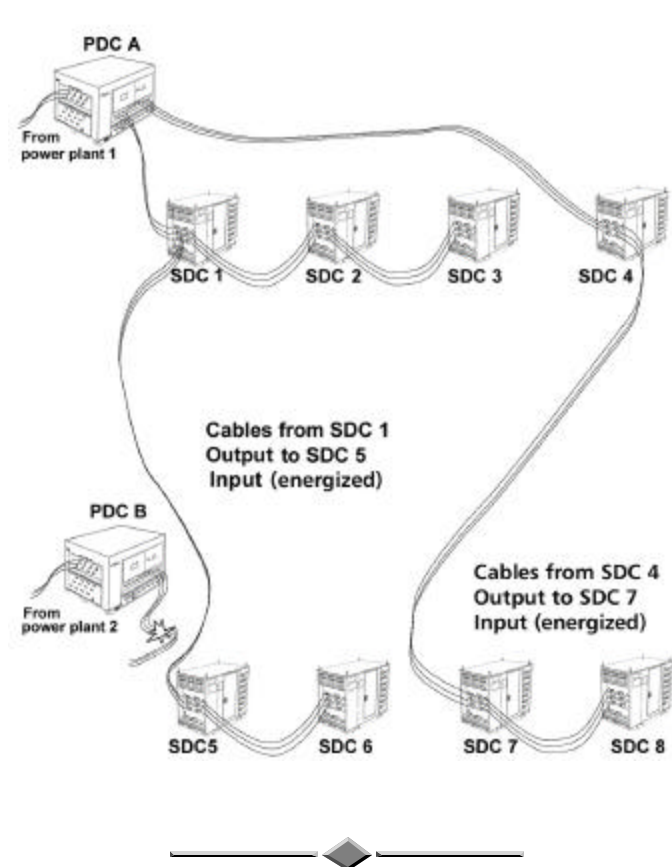 PDC A
From
power plant 1
SDC 1
SDC 2
SDC 3
SDC 4
Cables from SDC 1
Output to SDC 5
Input (energized)
PDC B
From
power plant 2
Cables from SDC 4
Output to SDC 7
Input (energized)
SDC5
SDC 6
SDC 7
SDC 8